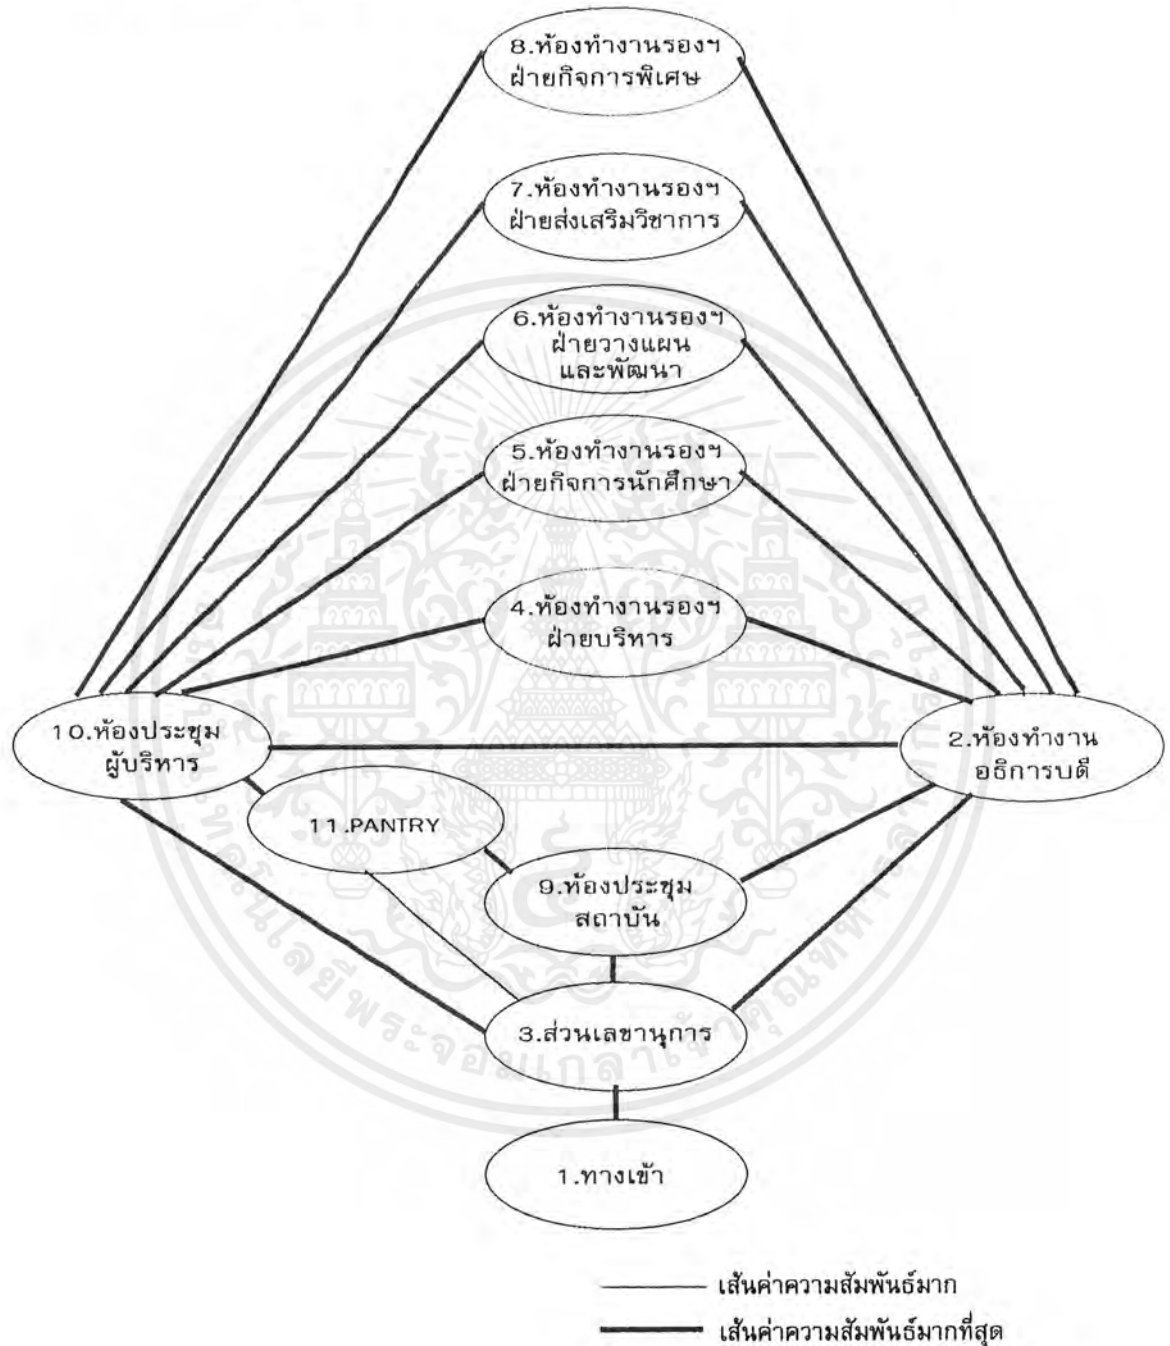 8.ห้องทำงานรองฯ
ฝ่ายกิจการพิเศษ
7.ห้องทำงานรองฯ
ฝ่ายส่งเสริมวิชาการ
6.ห้องทำงานรองฯ
ฝ่ายวางแผน
และพัฒนา
5.ห้องทำงานรองฯ
ฝ่ายกิจการนักศึกษา
4.ห้องทำงานรองฯ
ฝ่ายบริหาร
10.ห้องประชุม
ผู้บริหาร
2.ห้องทำงาน
อธิการบดี
11.PANTRY
9.ห้องประชุม
สถาบัน
3.ส่วนเลขานุการ
1.ทางเข้า
เส้นค่าความสัมพันธ์มาก
เส้นค่าความสัมพันธ์มากที่สุด